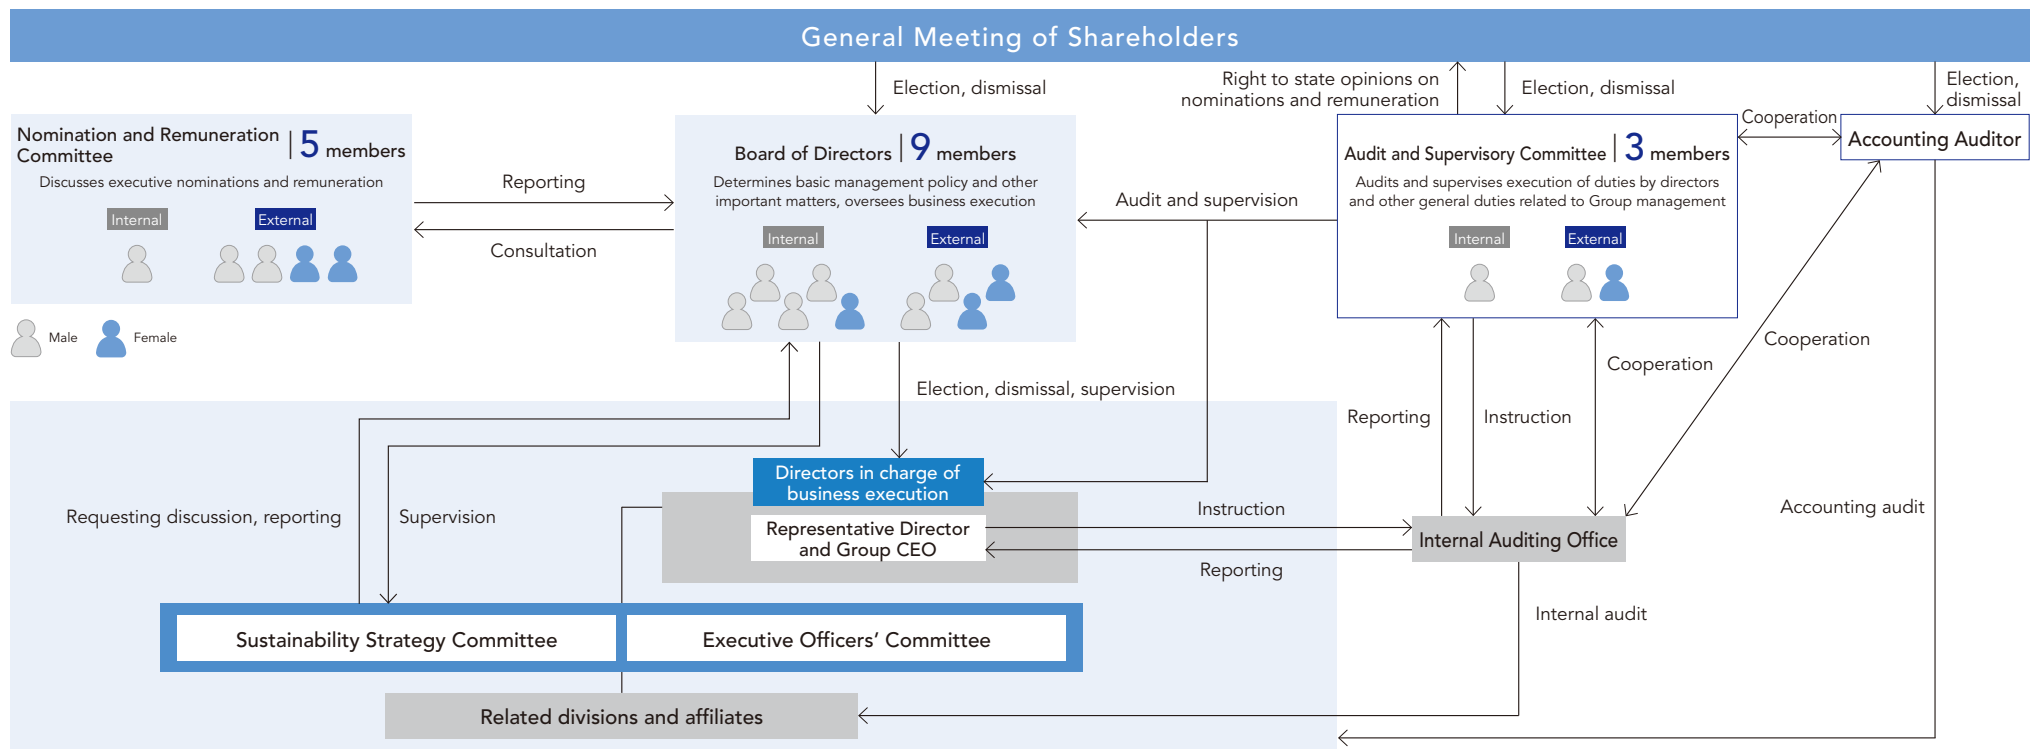 General Meeting of Shareholders
Election, dismissal
Right to state opinions on
nominations and remuneration
Election, dismissal
Election,
dismissal
Nomination and Remuneration
Committee
5 members
Discusses executive nominations and remuneration
Internal
External
Male
Female
Reporting
Consultation
Board of Directors 9 members
Determines basic management policy and other
important matters, oversees business execution
Internal
External
Audit and supervision
Audit and Supervisory Committee 3 members
Audits and supervises execution of duties by directors
and other general duties related to Group management
Internal
External
Cooperation
Accounting Auditor
Cooperation
Cooperation
Election, dismissal, supervision
Reporting
Instruction
Requesting discussion, reporting
Supervision
Directors in charge of
business execution
Representative Director
and Group CEO
Instruction
Reporting
Internal Auditing Office
Accounting audit
Internal audit
Sustainability Strategy Committee
Executive Officers’ Committee
Related divisions and affiliates